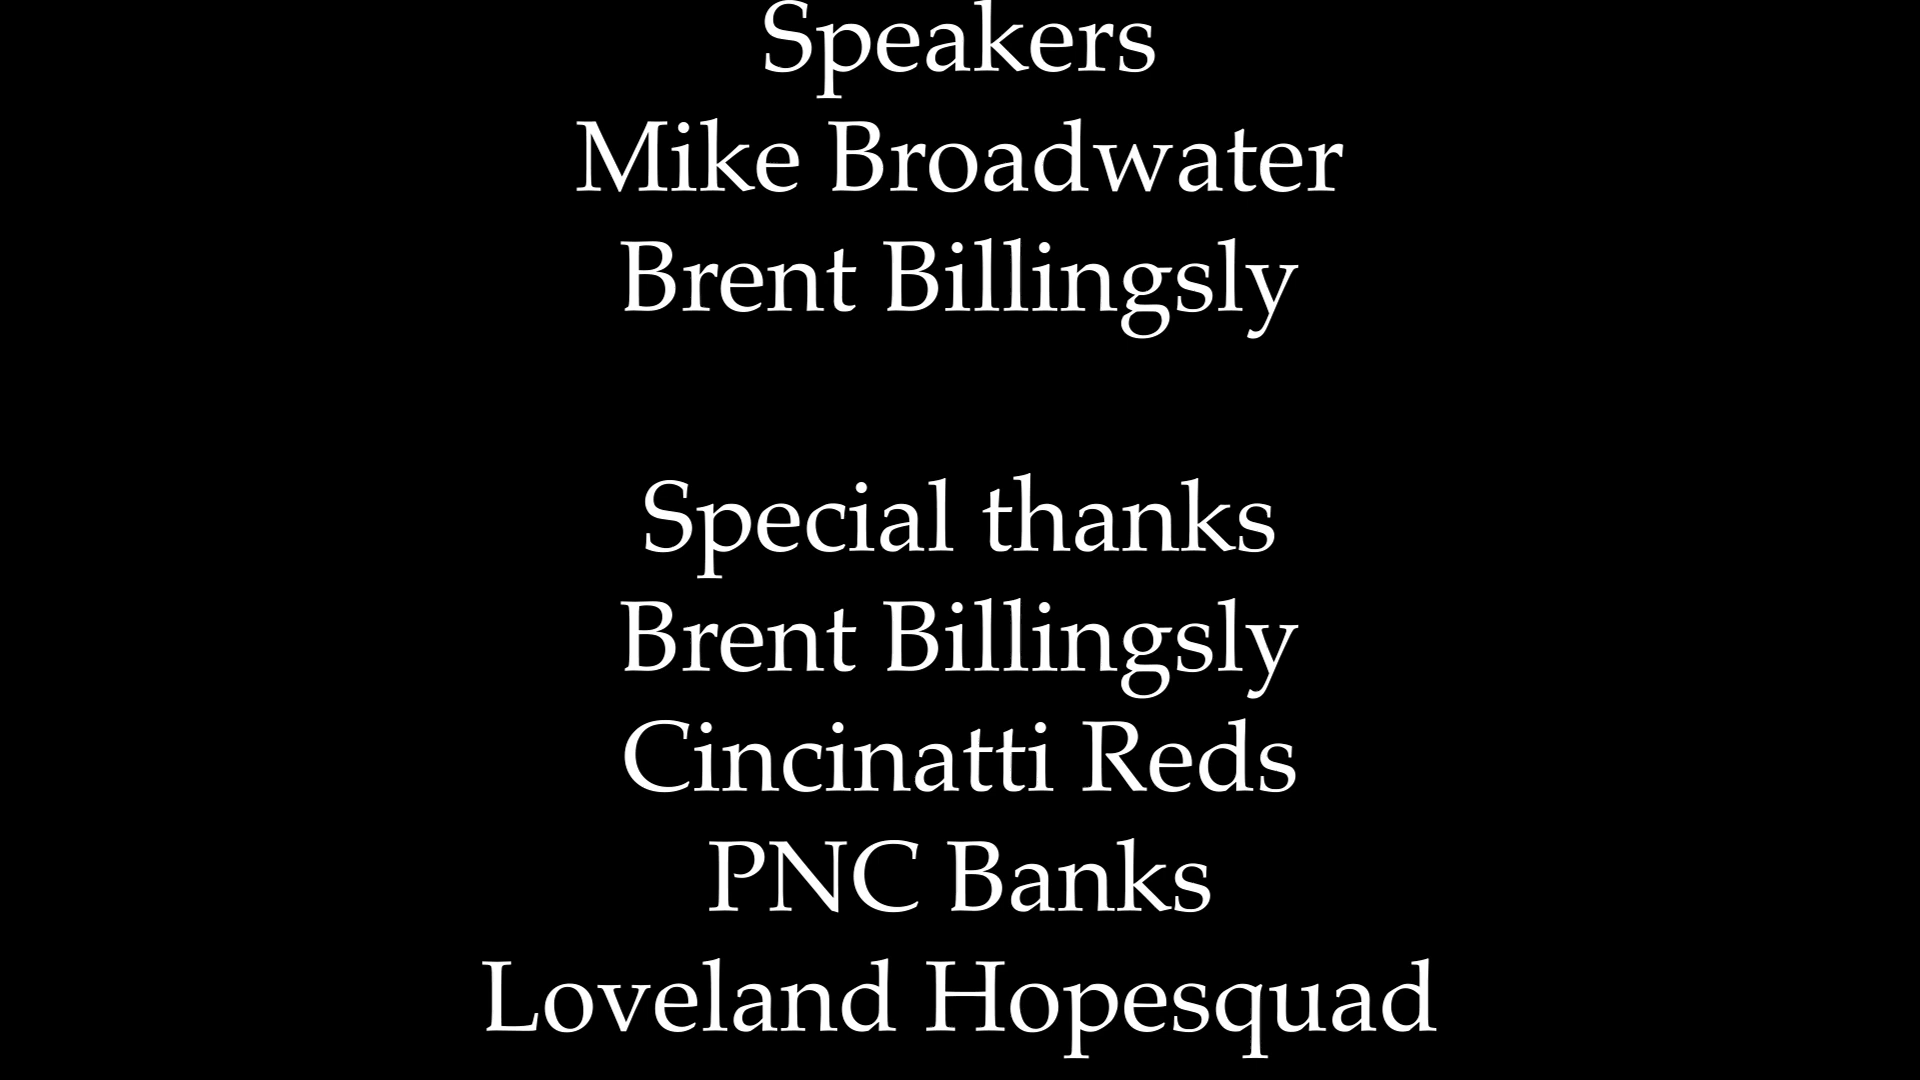 Speakers
Mike Broadwater
Brent Billingsly
Special thanks
Brent Billingsly
Cincinatti Reds
PNC Banks
Loveland Hopesquad